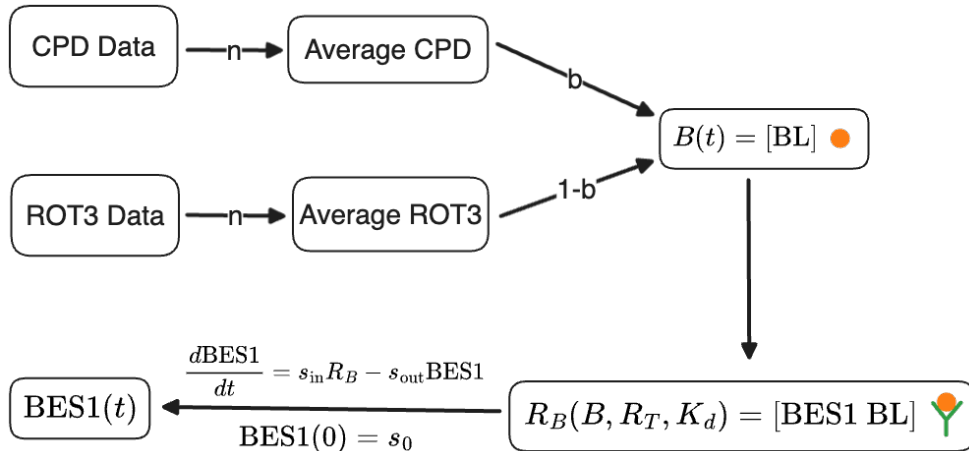 CPD Data
n
Average CPD
b
B(t) = [BL]
ROT3 Data
n
Average ROT3
1-b
dBES1/dt = s_in R_B − s_out BES1
BES1(t)
BES1(0) = s_0
R_B(B, R_T, K_d) = [BES1 BL]